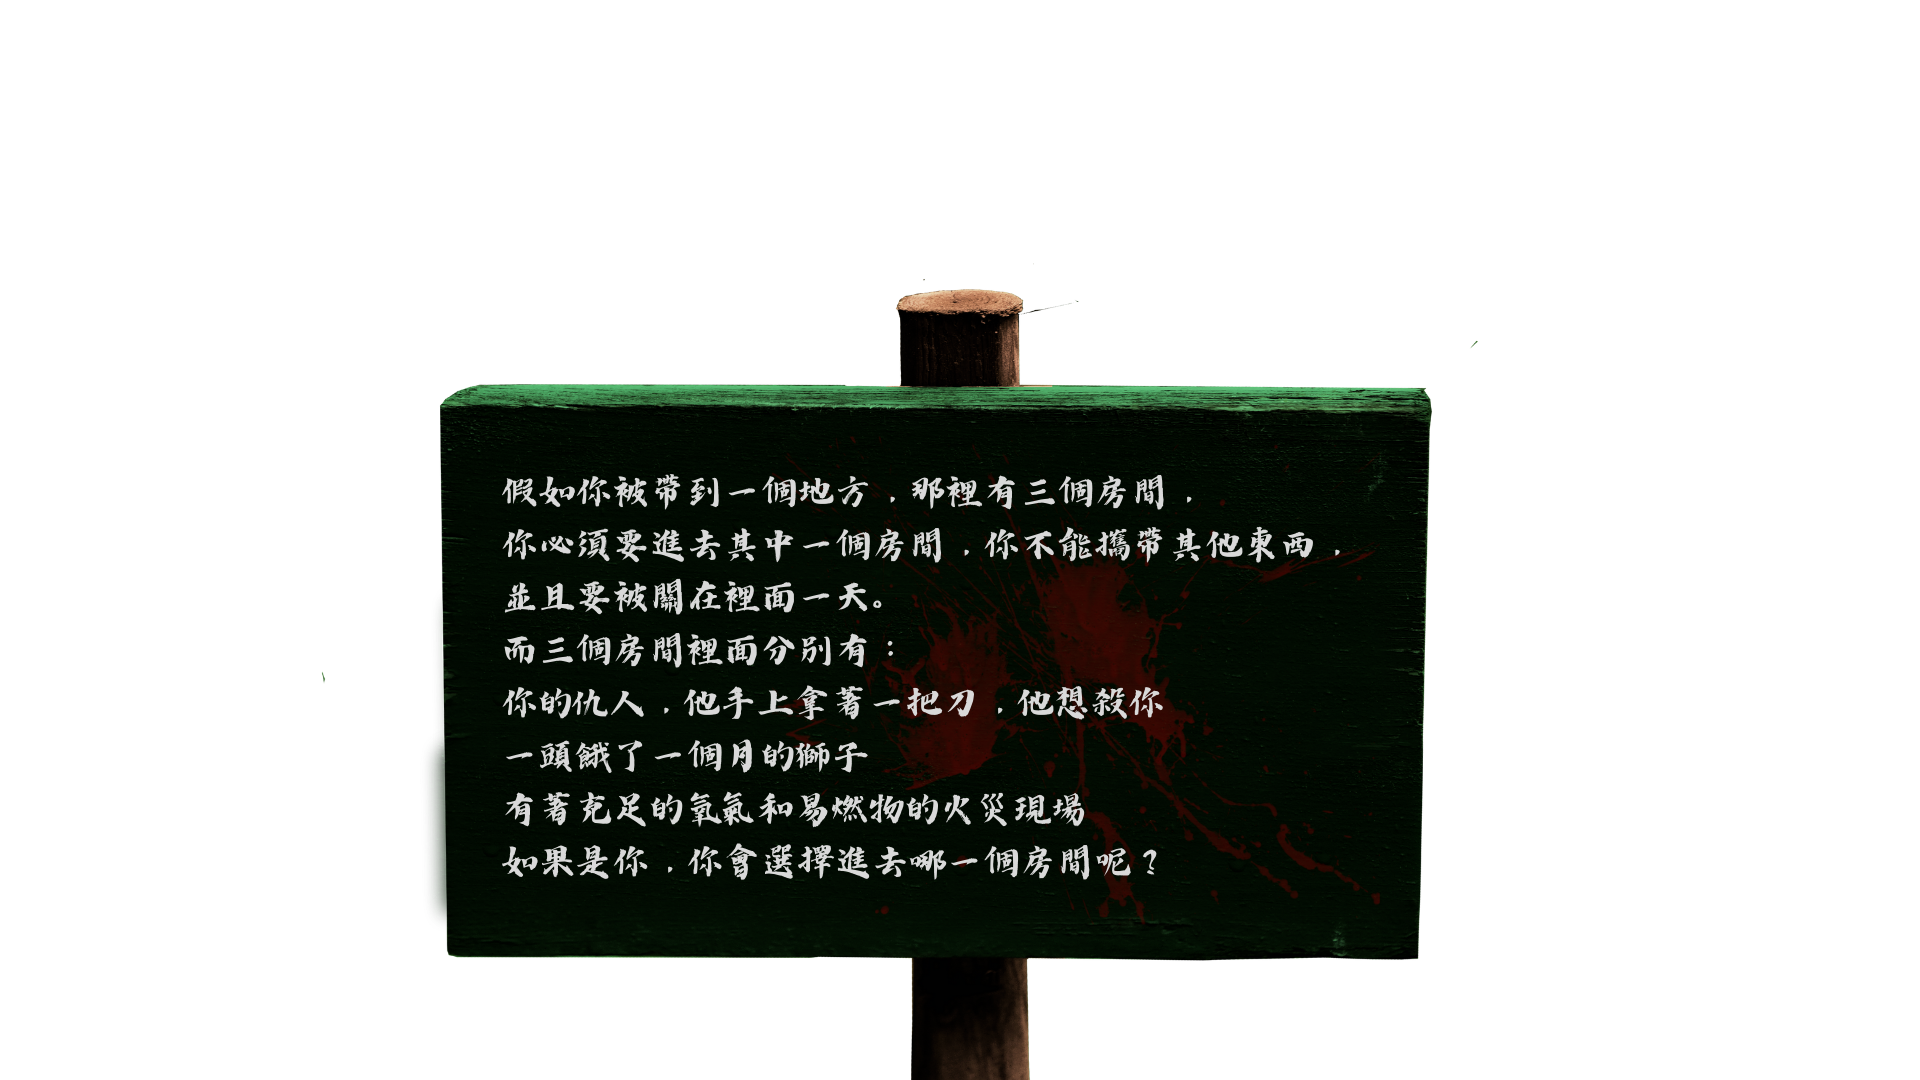 假如你被帶到一個地方，那裡有三個房間，
你必須要進去其中一個房間，你不能攜帶其他東西，
並且要被關在裡面一天。
而三個房間裡面分別有：
你的仇人，他手上拿著一把刀，他想殺你
一頭餓了一個月的獅子
有著充足的氧氣和易燃物的火災現場
如果是你，你會選擇進去哪一個房間呢？